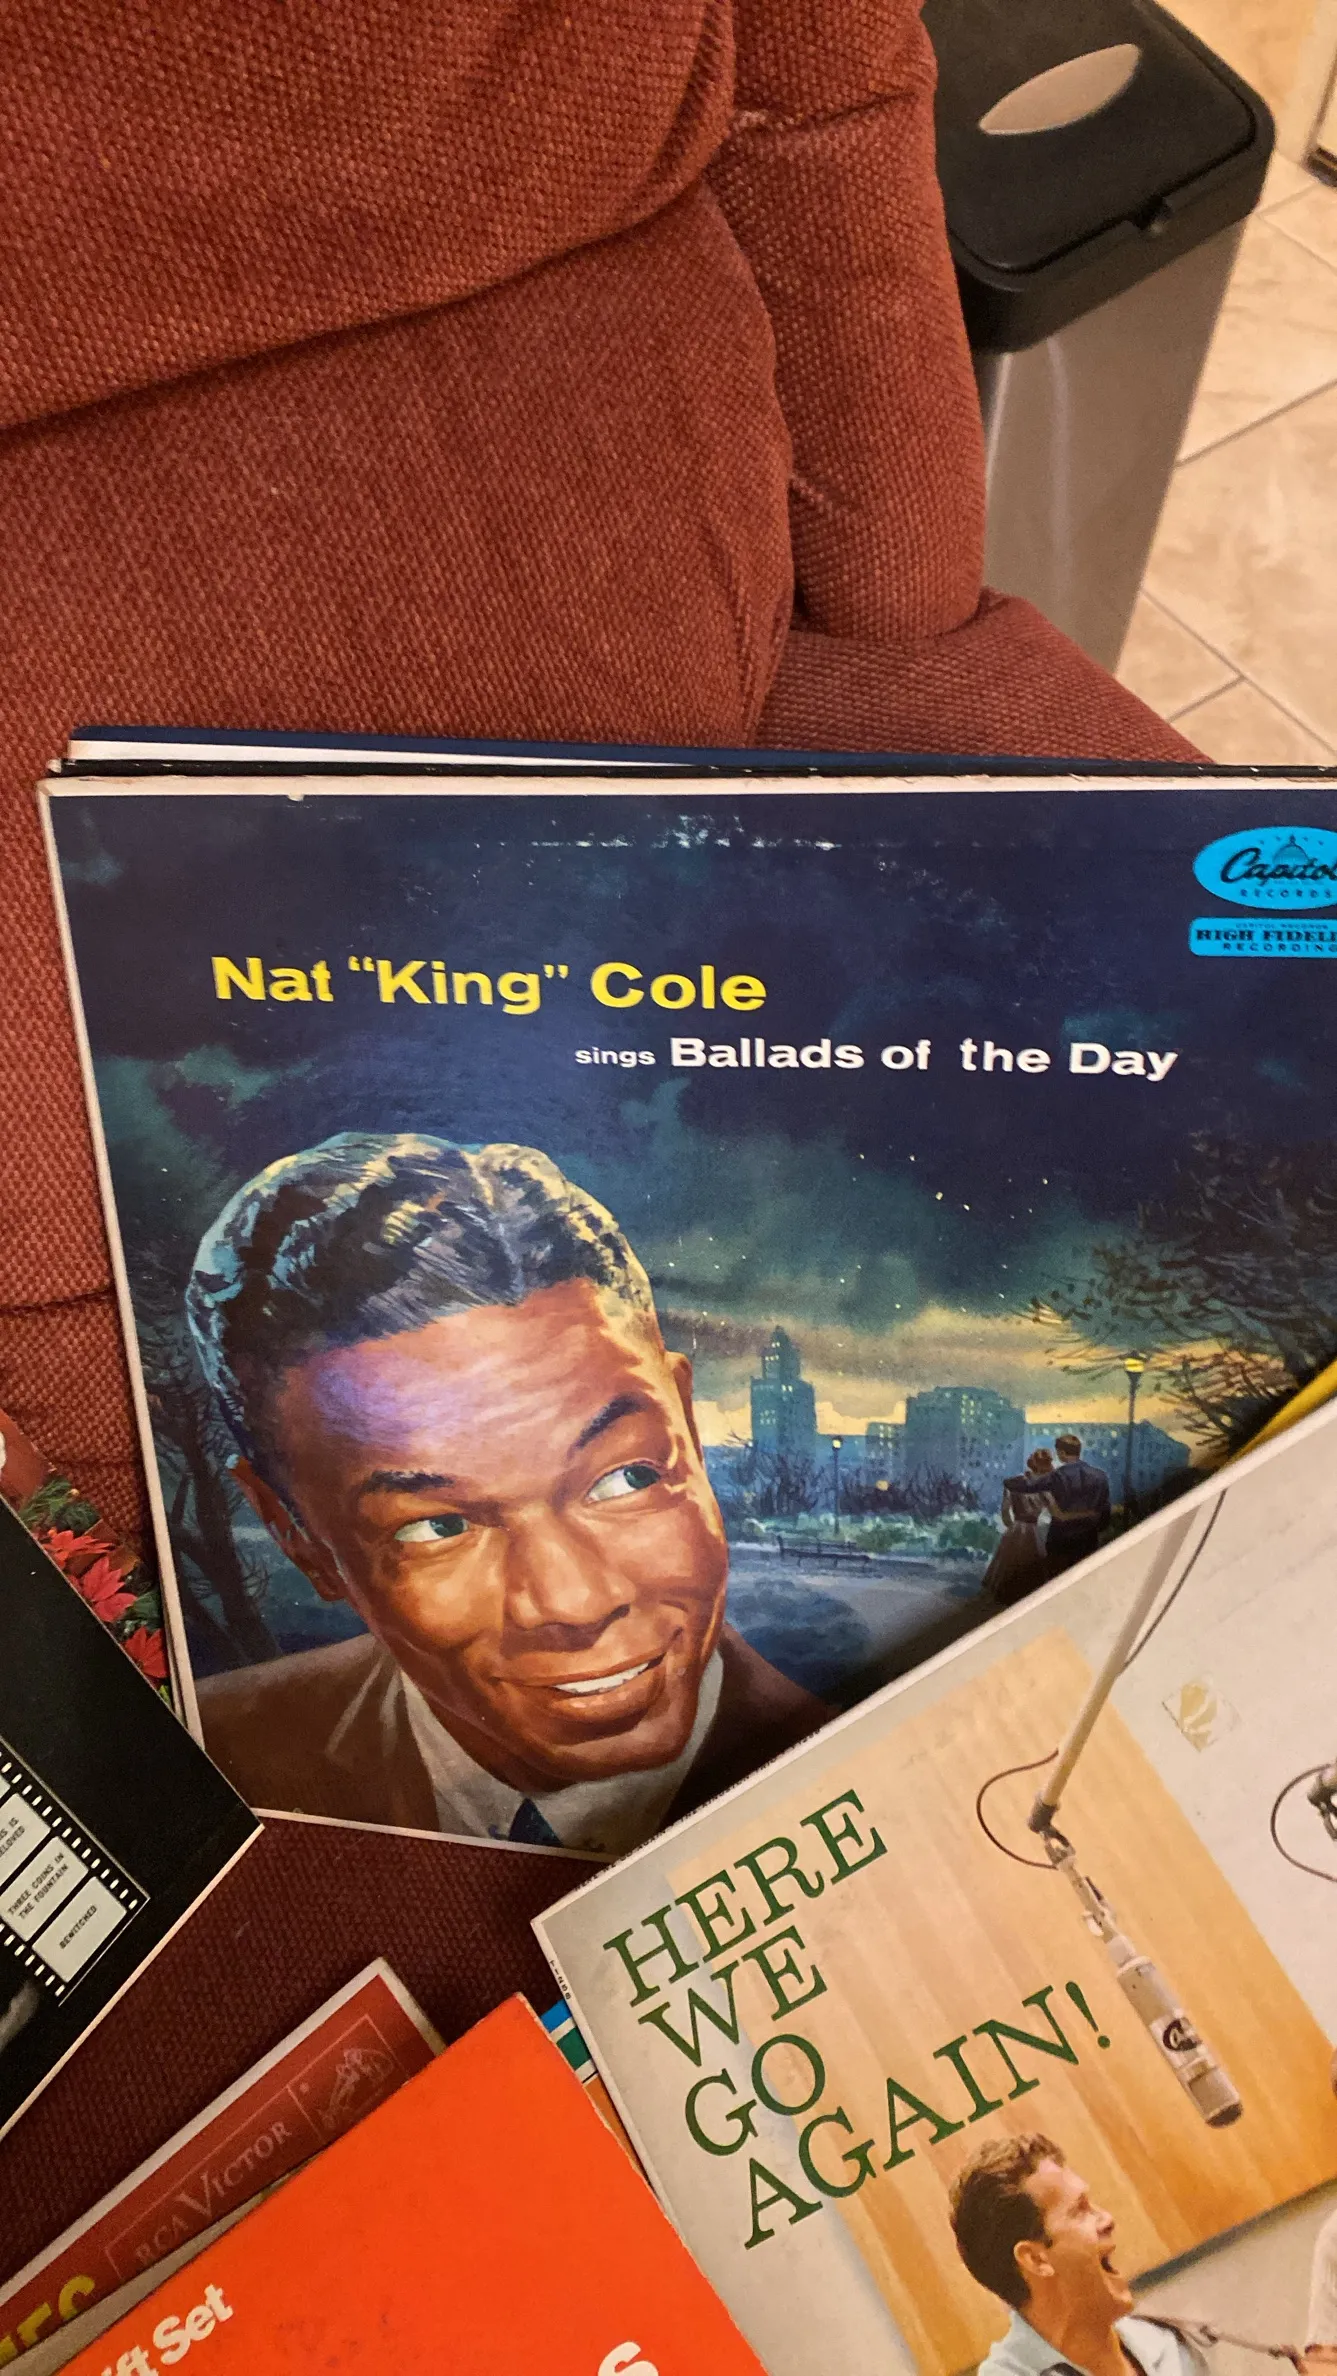 Capitol
RECORDS
HIGH FIDELI
RECORDING
Nat “King” Cole
sings Ballads of the Day
THREE COINS IN
THE FOUNTAIN
BEWITCHED
HERE
WE
GO
AGAIN!
RCA VICTOR
ft Set